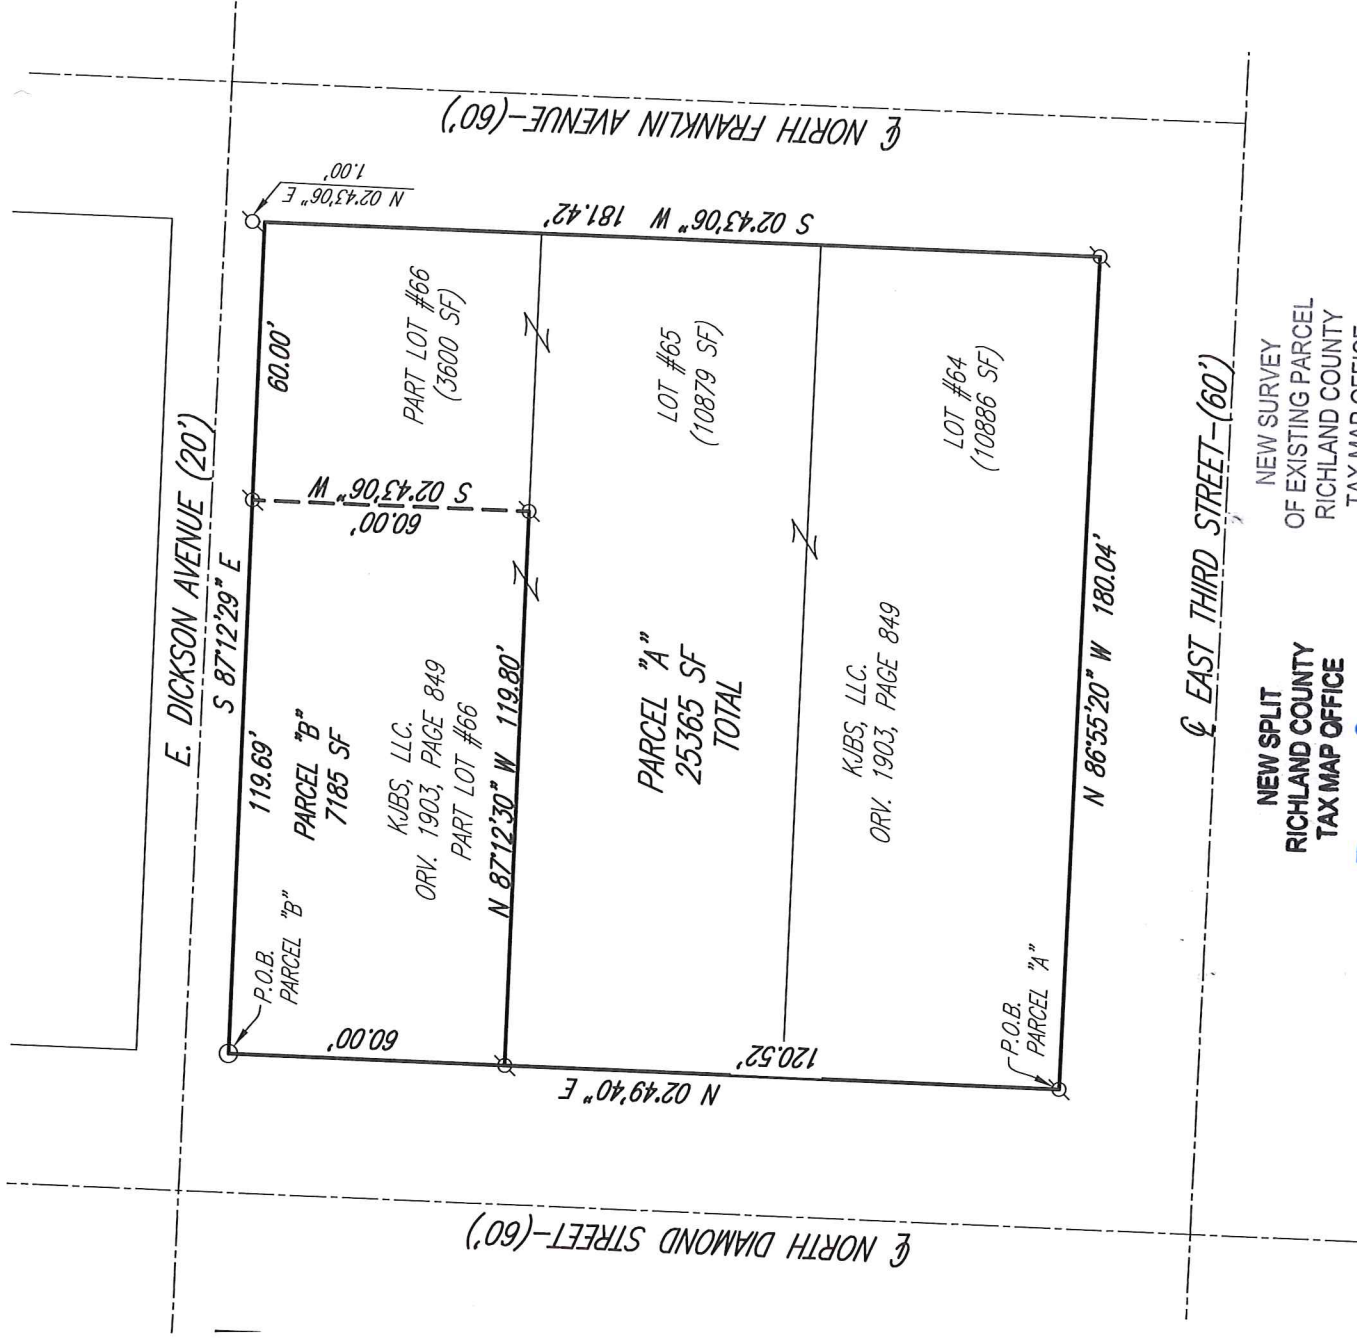 E. DICKSON AVENUE (20')
S 87°12'29" E
119.69'
60.00'
N 02°43'06" E
1.00'
℄ NORTH FRANKLIN AVENUE-(60')
S 02°43'06" W 181.42'
P.O.B.
PARCEL "B"
PARCEL "B"
7185 SF
S 02°43'06" W
60.00'
PART LOT #66
(3600 SF)
KJBS, LLC.
ORV. 1903, PAGE 849
PART LOT #66
N 87°12'30" W 119.80'
60.00'
LOT #65
(10879 SF)
PARCEL "A"
25365 SF
TOTAL
N 02°49'40" E
120.52'
KJBS, LLC.
ORV. 1903, PAGE 849
LOT #64
(10886 SF)
P.O.B.
PARCEL "A"
N 86°55'20" W 180.04'
℄ NORTH DIAMOND STREET-(60')
℄ EAST THIRD STREET-(60')
NEW SPLIT
RICHLAND COUNTY
TAX MAP OFFICE
NEW SURVEY
OF EXISTING PARCEL
RICHLAND COUNTY
TAX MAP OFFICE